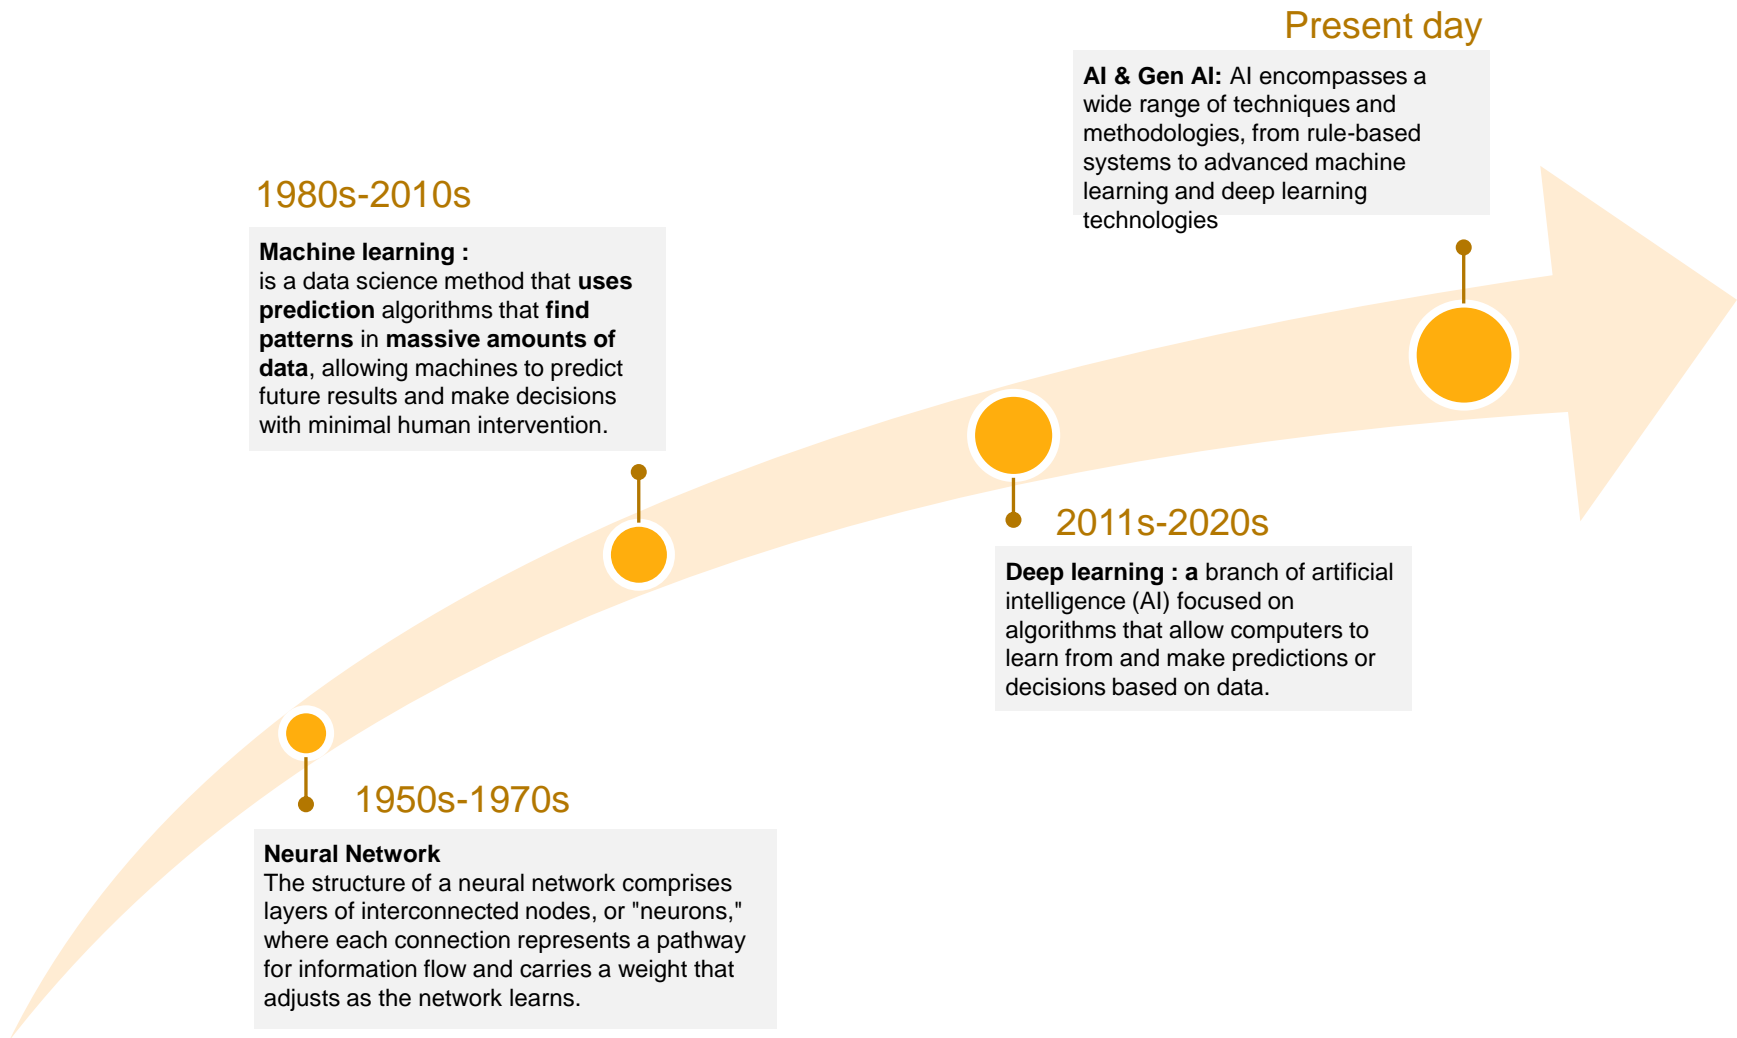 Present day
AI & Gen AI: AI encompasses a
wide range of techniques and
methodologies, from rule-based
systems to advanced machine
learning and deep learning
technologies
1980s-2010s
Machine learning :
is a data science method that uses
prediction algorithms that find
patterns in massive amounts of
data, allowing machines to predict
future results and make decisions
with minimal human intervention.
2011s-2020s
Deep learning : a branch of artificial
intelligence (AI) focused on
algorithms that allow computers to
learn from and make predictions or
decisions based on data.
1950s-1970s
Neural Network
The structure of a neural network comprises
layers of interconnected nodes, or "neurons,"
where each connection represents a pathway
for information flow and carries a weight that
adjusts as the network learns.